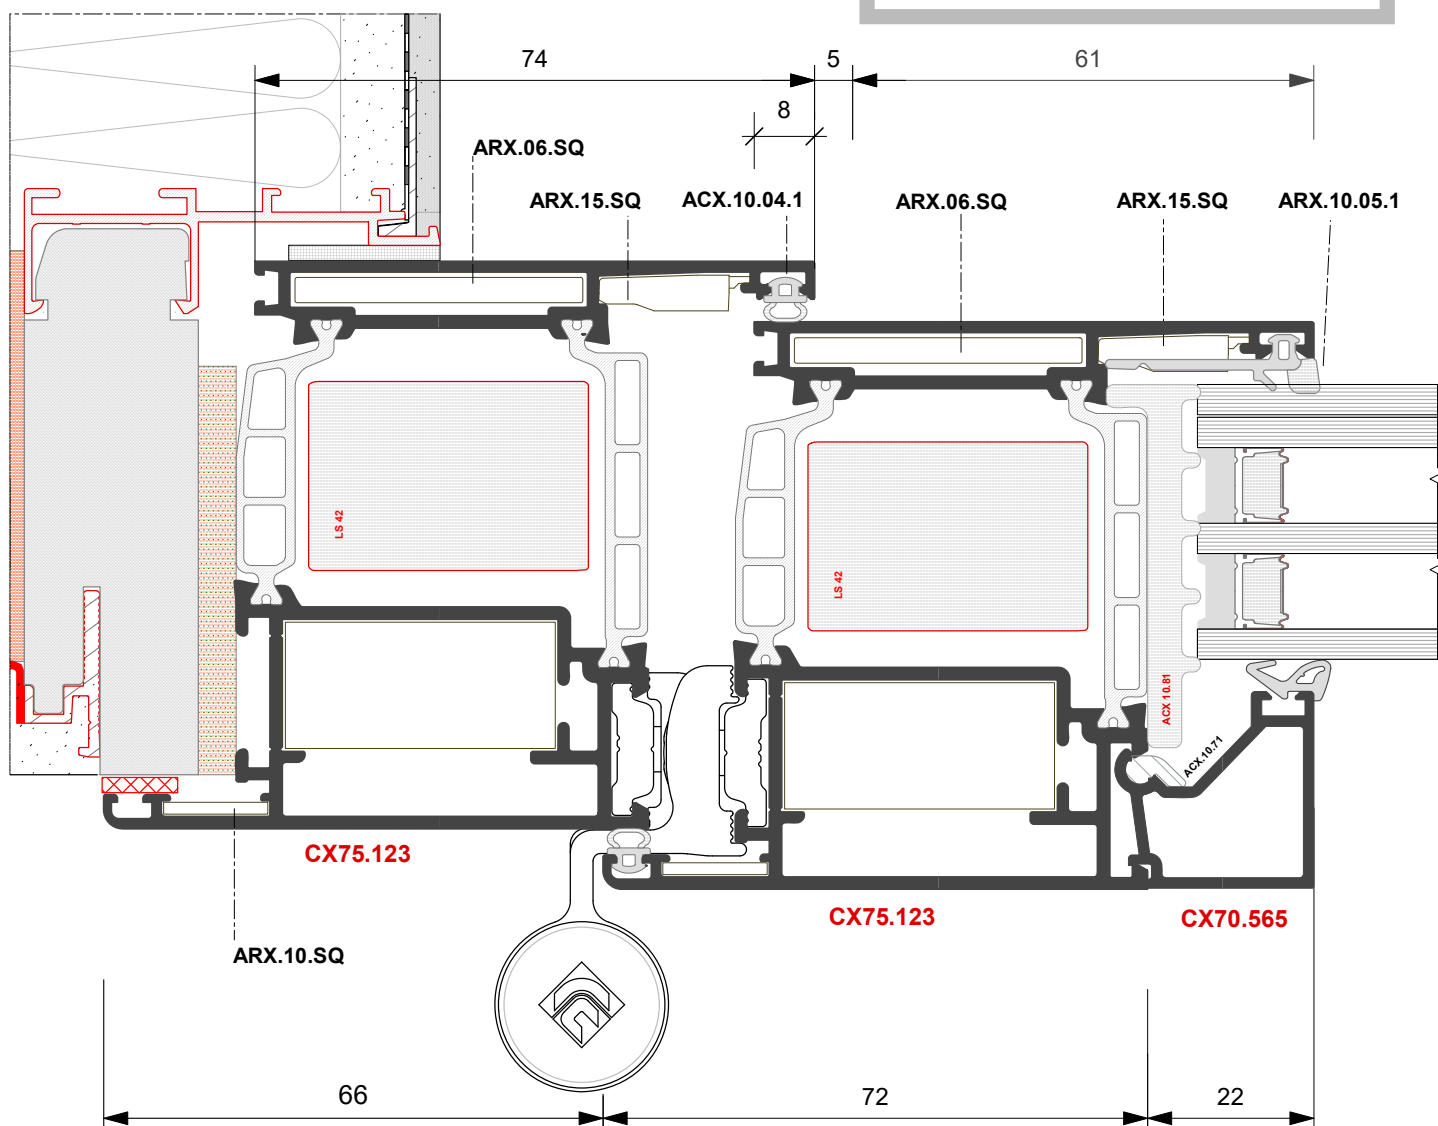 74
5
61
8
ARX.06.SQ
ARX.15.SQ
ACX.10.04.1
ARX.06.SQ
ARX.15.SQ
ARX.10.05.1
LS 42
LS 42
ACX 10.81
ACX.10.71
CX75.123
CX75.123
CX70.565
ARX.10.SQ
66
72
22